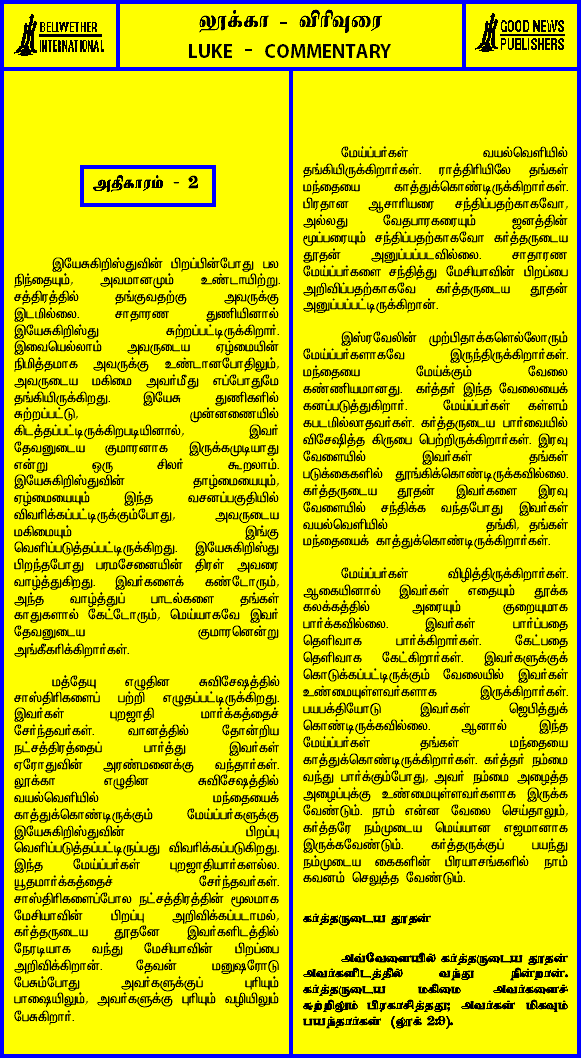 BELIWETHER
INTERNATIONAL
லூக்கா - விரிவுரை
LUKE - COMMENTARY
GOOD NEWS
PUBLISHERS
அதிகாரம் - 2
இயேசுகிறிஸ்துவின் பிறப்பின்போது பல
நிந்தையும், அவமானமும் உண்டாயிற்று.
சத்திரத்தில் தங்குவதற்கு அவருக்கு
இடமில்லை. சாதாரண துணியினால்
இயேசுகிறிஸ்து சுற்றப்பட்டிருக்கிறார்.
இவையெல்லாம் அவருடைய ஏழ்மையின்
நிமித்தமாக அவருக்கு உண்டானபோதிலும்,
அவருடைய மகிமை அவர்மீது எப்போதுமே
தங்கியிருக்கிறது. இயேசு துணிகளில்
சுற்றப்பட்டு, முன்னணையில்
கிடத்தப்பட்டிருக்கிறபடியினால், இவர்
தேவனுடைய குமாரனாக இருக்கமுடியாது
என்று ஒரு சிலர் கூறலாம்.
இயேசுகிறிஸ்துவின் தாழ்மையையும்,
ஏழ்மையையும் இந்த வசனப்பகுதியில்
விவரிக்கப்பட்டிருக்கும்போது, அவருடைய
மகிமையும் இங்கு
வெளிப்படுத்தப்பட்டிருக்கிறது. இயேசுகிறிஸ்து
பிறந்தபோது பரமசேனையின் திரள் அவரை
வாழ்த்துகிறது. இவர்களைக் கண்டோரும்,
அந்த வாழ்த்துப் பாடல்களை தங்கள்
காதுகளால் கேட்டோரும், மெய்யாகவே இவர்
தேவனுடைய குமாரனென்று
அங்கீகரிக்கிறார்கள்.
மத்தேயு எழுதின சுவிசேஷத்தில்
சாஸ்திரிகளைப் பற்றி எழுதப்பட்டிருக்கிறது.
இவர்கள் புறஜாதி மார்க்கத்தைச்
சேர்ந்தவர்கள். வானத்தில் தோன்றிய
நட்சத்திரத்தைப் பார்த்து இவர்கள்
ஏரோதுவின் அரண்மனைக்கு வந்தார்கள்.
லூக்கா எழுதின சுவிசேஷத்தில்
வயல்வெளியில் மந்தையைக்
காத்துக்கொண்டிருக்கும் மேய்ப்பர்களுக்கு
இயேசுகிறிஸ்துவின் பிறப்பு
வெளிப்படுத்தப்பட்டிருப்பது விவரிக்கப்படுகிறது.
இந்த மேய்ப்பர்கள் புறஜாதியார்களல்ல.
யூதமார்க்கத்தைச் சேர்ந்தவர்கள்.
சாஸ்திரிகளைப்போல நட்சத்திரத்தின் மூலமாக
மேசியாவின் பிறப்பு அறிவிக்கப்படாமல்,
கர்த்தருடைய தூதனே இவர்களிடத்தில்
நேரடியாக வந்து மேசியாவின் பிறப்பை
அறிவிக்கிறான். தேவன் மனுஷரோடு
பேசும்போது அவர்களுக்குப் புரியும்
பாஷையிலும், அவர்களுக்கு புரியும் வழியிலும்
பேசுகிறார்.
மேய்ப்பர்கள் வயல்வெளியில்
தங்கியிருக்கிறார்கள். ராத்திரியிலே தங்கள்
மந்தையை காத்துக்கொண்டிருக்கிறார்கள்.
பிரதான ஆசாரியரை சந்திப்பதற்காகவோ,
அல்லது வேதபாரகரையும் ஜனத்தின்
மூப்பரையும் சந்திப்பதற்காகவோ கர்த்தருடைய
தூதன் அனுப்பப்படவில்லை. சாதாரண
மேய்ப்பர்களை சந்தித்து மேசியாவின் பிறப்பை
அறிவிப்பதற்காகவே கர்த்தருடைய தூதன்
அனுப்பப்பட்டிருக்கிறான்.
இஸ்ரவேலின் முற்பிதாக்களெல்லோரும்
மேய்ப்பர்களாகவே இருந்திருக்கிறார்கள்.
மந்தையை மேய்க்கும் வேலை
கண்ணியமானது. கர்த்தர் இந்த வேலையைக்
கனப்படுத்துகிறார். மேய்ப்பர்கள் கள்ளம்
கபடமில்லாதவர்கள். கர்த்தருடைய பார்வையில்
விசேஷித்த கிருபை பெற்றிருக்கிறார்கள். இரவு
வேளையில் இவர்கள் தங்கள்
படுக்கைகளில் தூங்கிக்கொண்டிருக்கவில்லை.
கர்த்தருடைய தூதன் இவர்களை இரவு
வேளையில் சந்திக்க வந்தபோது இவர்கள்
வயல்வெளியில் தங்கி, தங்கள்
மந்தையைக் காத்துக்கொண்டிருக்கிறார்கள்.
மேய்ப்பர்கள் விழித்திருக்கிறார்கள்.
ஆகையினால் இவர்கள் எதையும் தூக்க
கலக்கத்தில் அரையும் குறையுமாக
பார்க்கவில்லை. இவர்கள் பார்ப்பதை
தெளிவாக பார்க்கிறார்கள். கேட்பதை
தெளிவாக கேட்கிறார்கள். இவர்களுக்குக்
கொடுக்கப்பட்டிருக்கும் வேலையில் இவர்கள்
உண்மையுள்ளவர்களாக இருக்கிறார்கள்.
பயபக்தியோடு இவர்கள் ஜெபித்துக்
கொண்டிருக்கவில்லை. ஆனால் இந்த
மேய்ப்பர்கள் தங்கள் மந்தையை
காத்துக்கொண்டிருக்கிறார்கள். கர்த்தர் நம்மை
வந்து பார்க்கும்போது, அவர் நம்மை அழைத்த
அழைப்புக்கு உண்மையுள்ளவர்களாக இருக்க
வேண்டும். நாம் என்ன வேலை செய்தாலும்,
கர்த்தரே நம்முடைய மெய்யான எஜமானாக
இருக்கவேண்டும். கர்த்தருக்குப் பயந்து
நம்முடைய கைகளின் பிரயாசங்களில் நாம்
கவனம் செலுத்த வேண்டும்.
கர்த்தருடைய தூதன்
அவ்வேளையில் கர்த்தருடைய தூதன்
அவர்களிடத்தில் வந்து நின்றான்.
கர்த்தருடைய மகிமை அவர்களைச்
சுற்றிலும் பிரகாசித்தது; அவர்கள் மிகவும்
பயந்தார்கள் (லூக் 2:9).